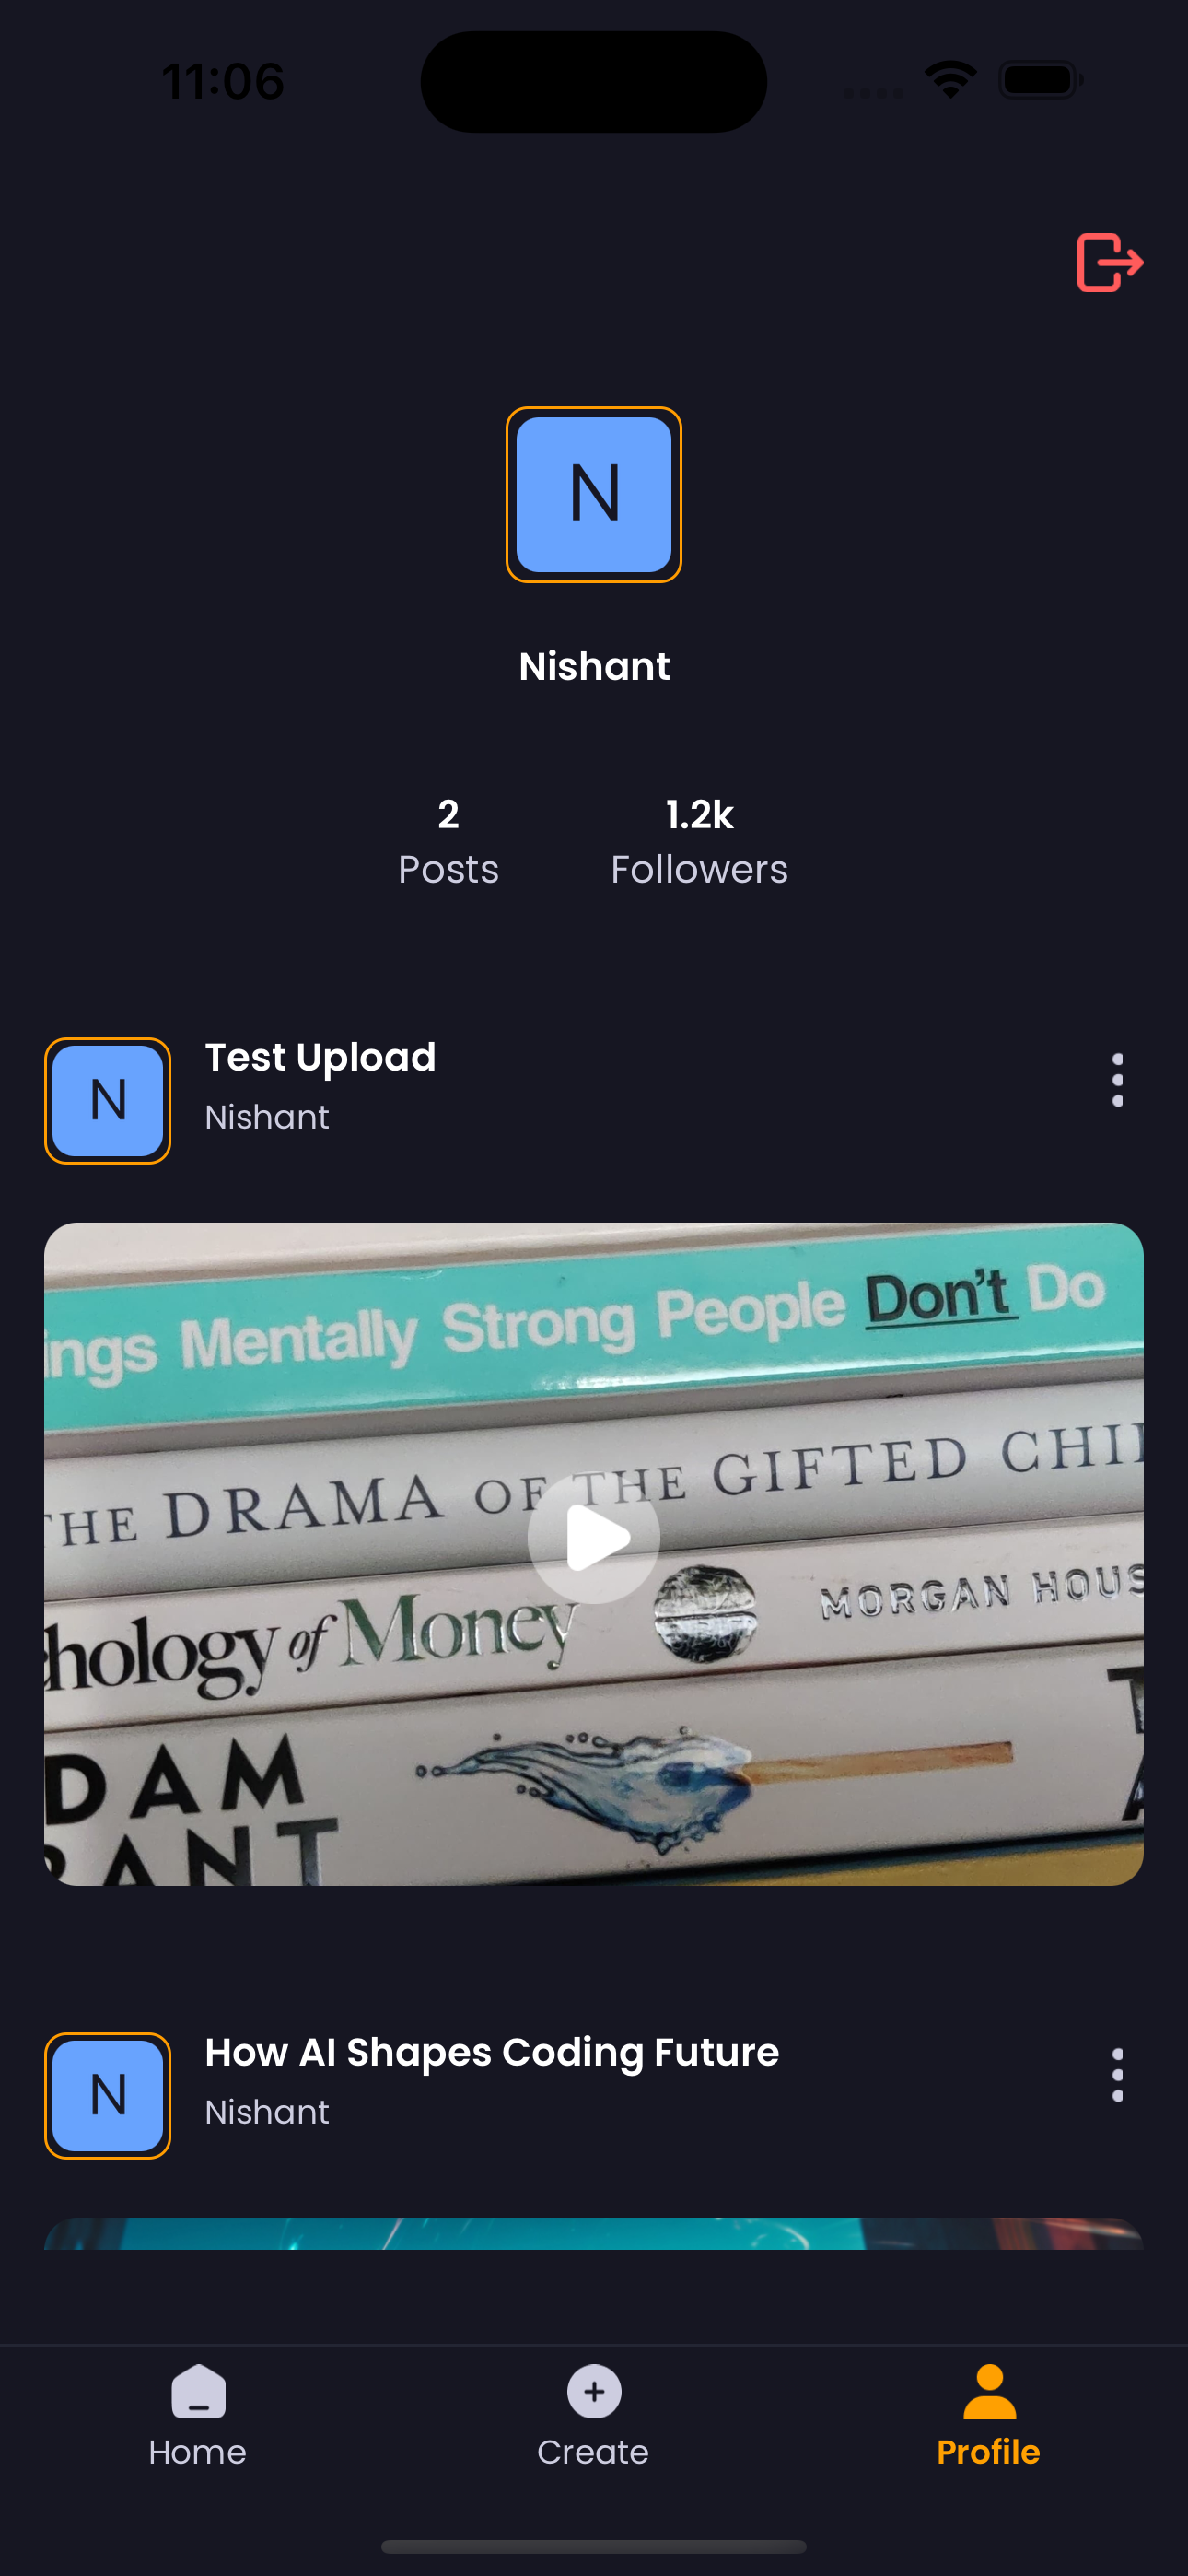 11:06
N
Nishant
2 1.2k
Posts Followers
N
Test Upload
Nishant
ings Mentally Strong People Don't Do
THE DRAMA OF THE GIFTED CHI
hology of Money MORGAN HOUS
DAM
RANT
N
How AI Shapes Coding Future
Nishant
Home Create Profile